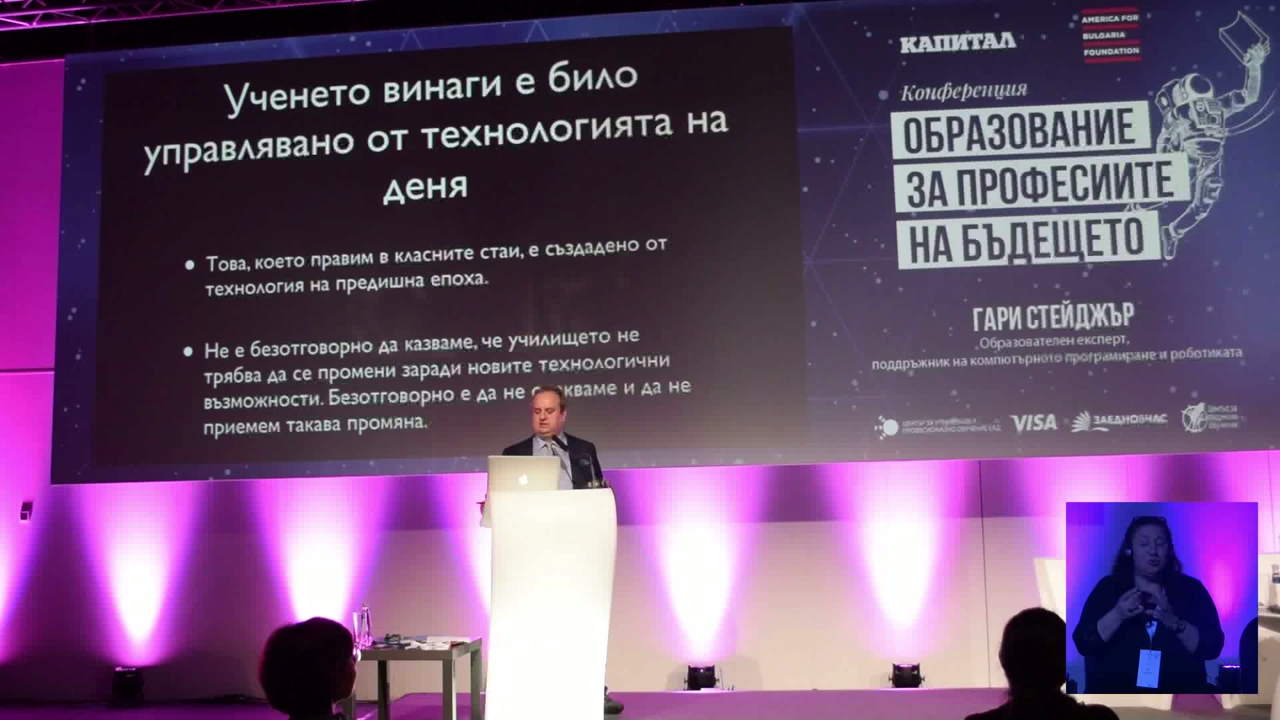 Учeнето винаги е било
управлявано от технологията на
деня
● Това, което правим в класните стаи, е създадено от
технология на предишна епоха.
● Не е безотговорно да казваме, че училището не
трябва да се промени заради новите технологични
възможности. Безотговорно е да не и да не
приемем такава промяна.
КАПИТАЛ
AMERICA FOR
BULGARIA
FOUNDATION
Конференция
ОБРАЗОВАНИЕ
ЗА ПРОФЕСИИТЕ
НА БЪДЕЩЕТО
ГАРИ СТЕЙДЖЪР
Образователен експерт,
поддръжник на компютърното програмиране и роботиката
VISA
ЗАЕДНОВЧАС